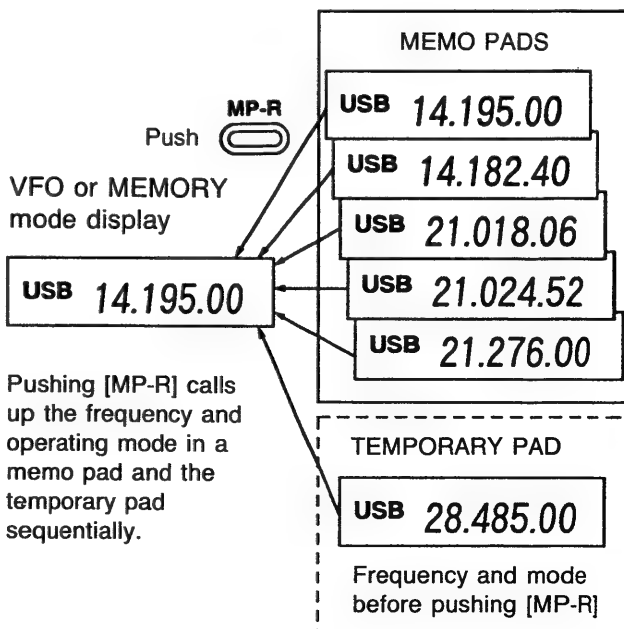 MEMO PADS
USB 14.195.00
MP-R
Push
USB 14.182.40
VFO or MEMORY
mode display
USB 21.018.06
USB 14.195.00
USB 21.024.52
USB 21.276.00
Pushing [MP-R] calls
up the frequency and
operating mode in a
memo pad and the
temporary pad
sequentially.
TEMPORARY PAD
USB 28.485.00
Frequency and mode
before pushing [MP-R]